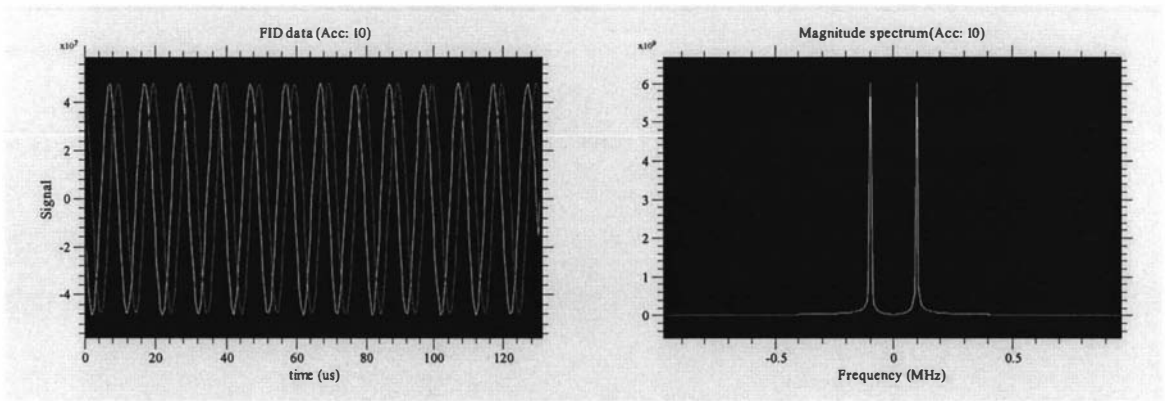 FID data (Acc: 10)
x10⁷
Signal
4
2
0
-2
-4
0 20 40 60 80 100 120
time (us)
Magnitude spectrum(Acc: 10)
x10⁹
6
5
4
3
2
1
0
-0.5 0 0.5
Frequency (MHz)